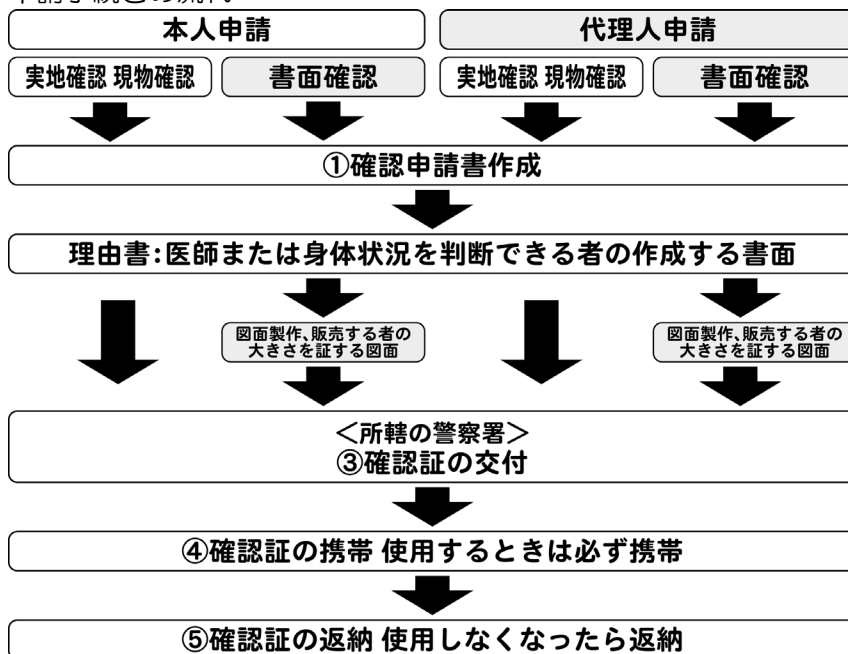 本人申請
代理人申請
実地確認 現物確認
書面確認
実地確認 現物確認
書面確認
①確認申請書作成
理由書:医師または身体状況を判断できる者の作成する書面
図面製作、販売する者の
大きさを証する図面
図面製作、販売する者の
大きさを証する図面
<所轄の警察署>
③確認証の交付
④確認証の携帯 使用するときは必ず携帯
⑤確認証の返納 使用しなくなったら返納